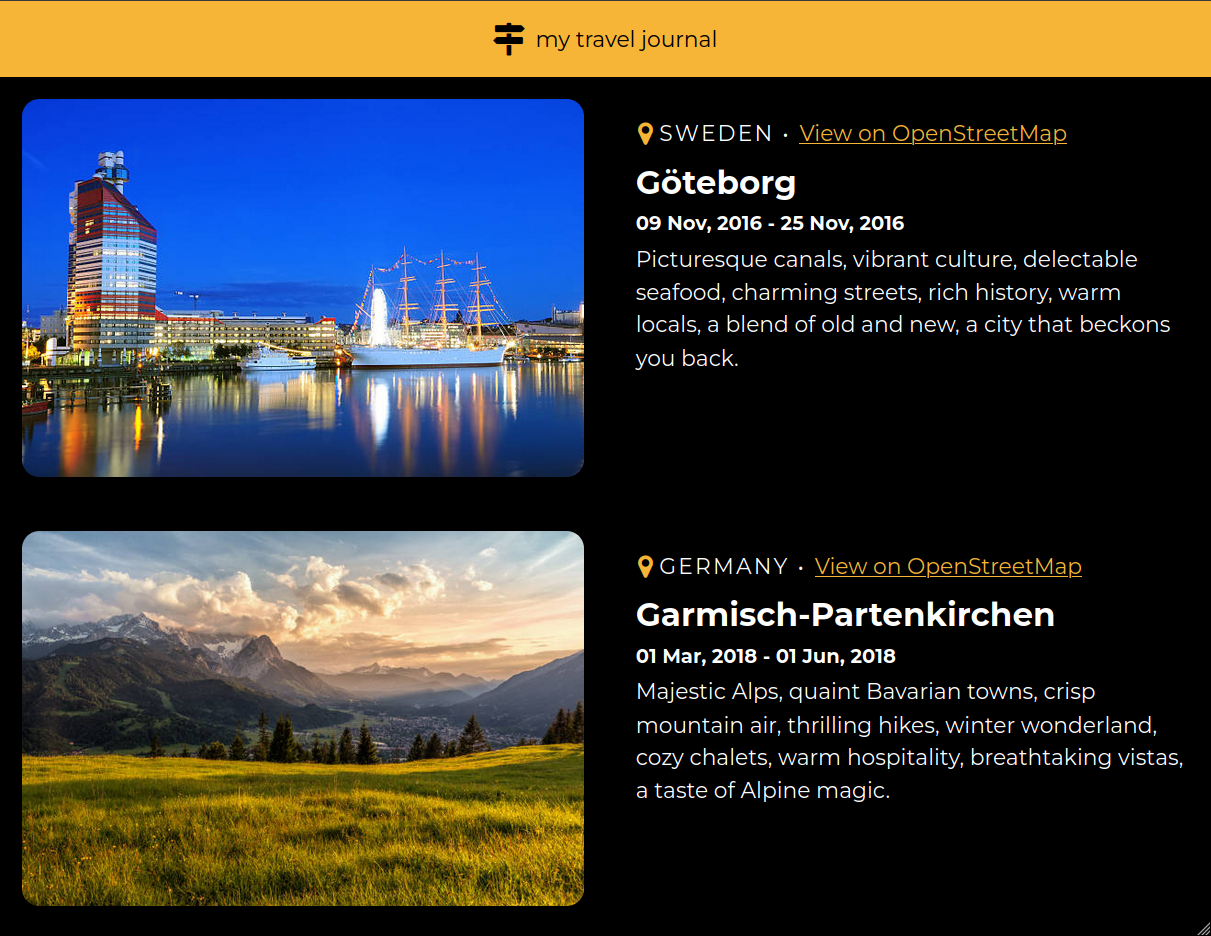 my travel journal
SWEDEN • View on OpenStreetMap
Göteborg
09 Nov, 2016 - 25 Nov, 2016
Picturesque canals, vibrant culture, delectable
seafood, charming streets, rich history, warm
locals, a blend of old and new, a city that beckons
you back.
GERMANY • View on OpenStreetMap
Garmisch-Partenkirchen
01 Mar, 2018 - 01 Jun, 2018
Majestic Alps, quaint Bavarian towns, crisp
mountain air, thrilling hikes, winter wonderland,
cozy chalets, warm hospitality, breathtaking vistas,
a taste of Alpine magic.